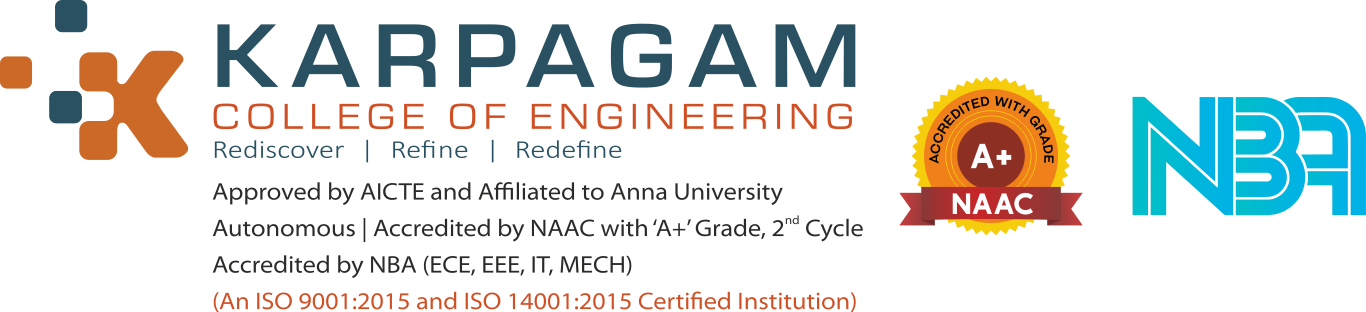 KARPAGAM
COLLEGE OF ENGINEERING
Rediscover | Refine | Redefine
Approved by AICTE and Affiliated to Anna University
Autonomous | Accredited by NAAC with ‘A+’ Grade, 2nd Cycle
Accredited by NBA (ECE, EEE, IT, MECH)
(An ISO 9001:2015 and ISO 14001:2015 Certified Institution)
ACCREDITED WITH GRADE
A+
NAAC
NBA